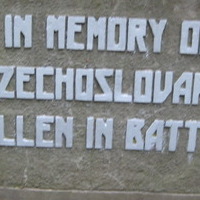 IN MEMORY O
ZECHOSLOVA
LLEN IN BATT